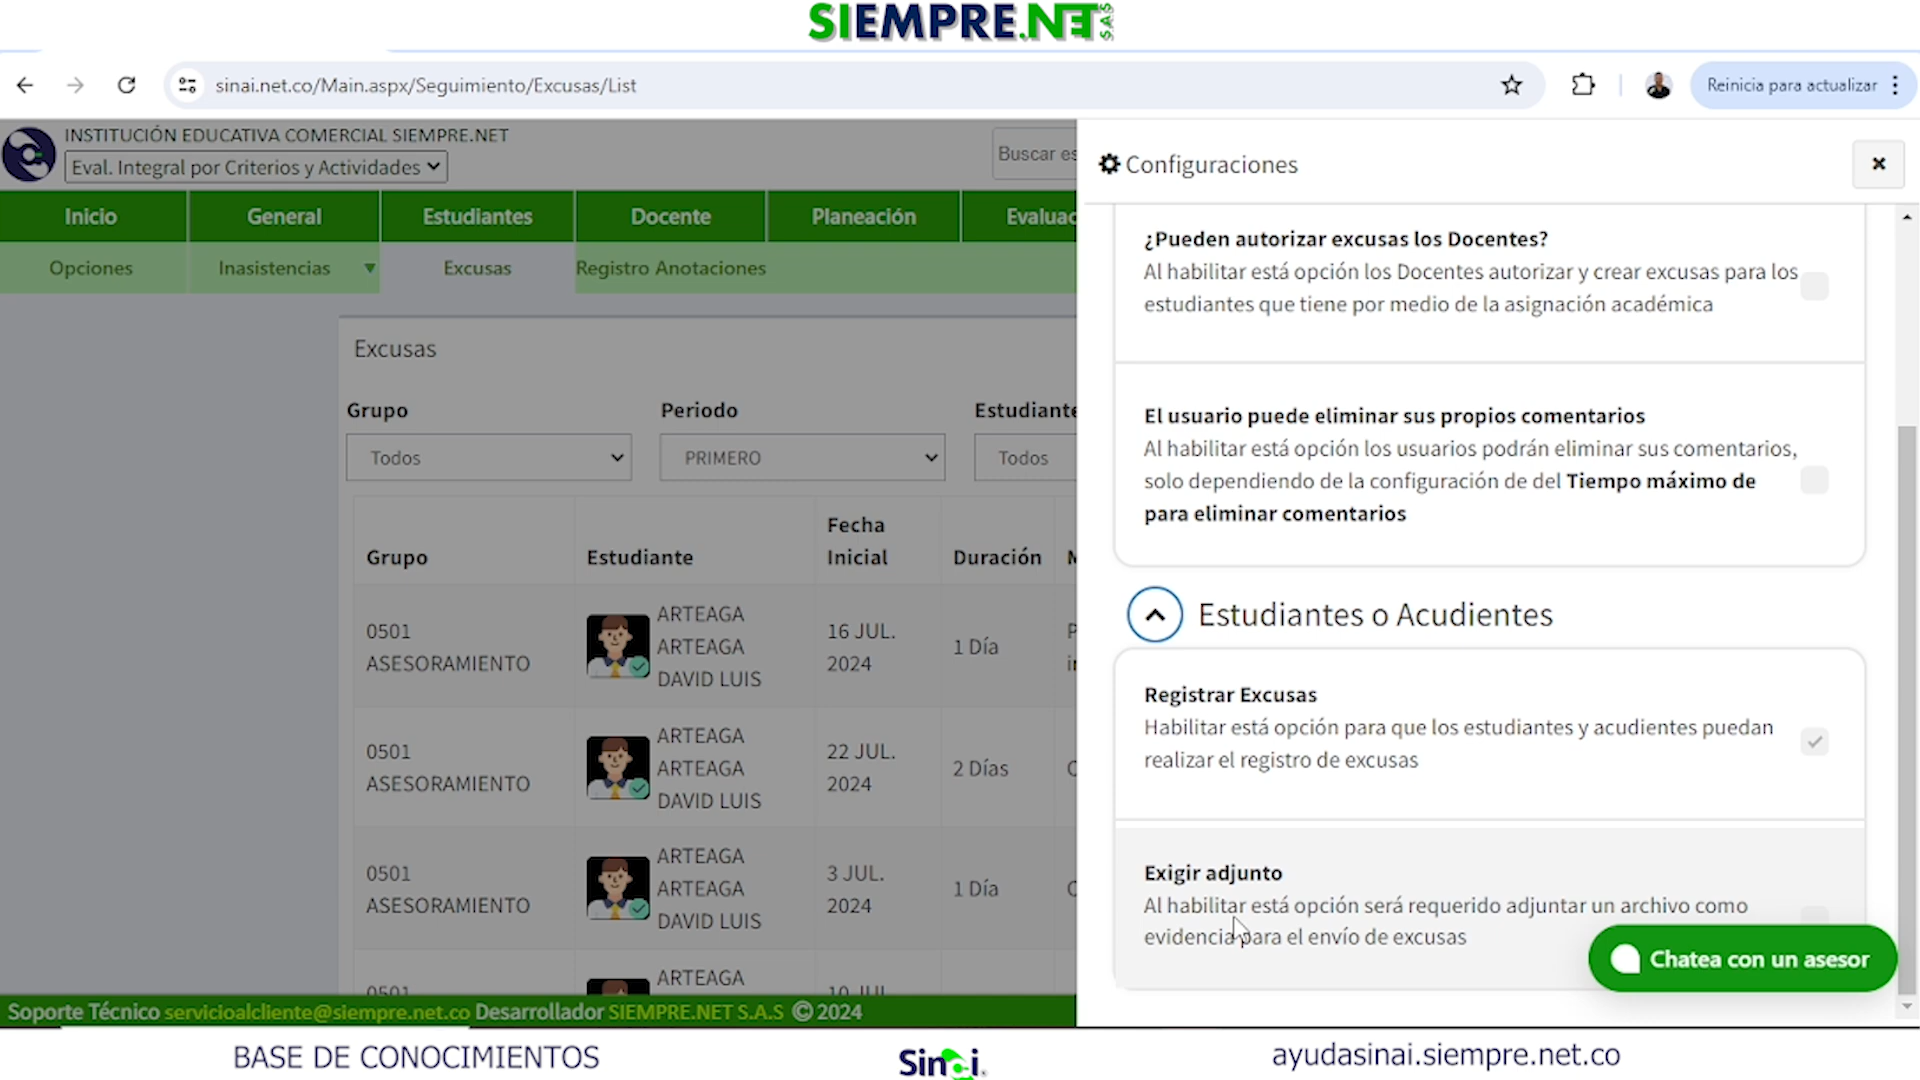 SIEMPRE.NET S.A.S
sinai.net.co/Main.aspx/Seguimiento/Excusas/List
Reinicia para actualizar
INSTITUCIÓN EDUCATIVA COMERCIAL SIEMPRE.NET
Eval. Integral por Criterios y Actividades
Buscar es
Inicio General Estudiantes Docente Planeación Evaluac
Opciones Inasistencias Excusas Registro Anotaciones
Excusas
Grupo Periodo Estudiante
Todos PRIMERO Todos
Grupo Estudiante Fecha Inicial Duración M
0501 ASESORAMIENTO
ARTEAGA
ARTEAGA
DAVID LUIS
16 JUL.
2024
1 Día
0501 ASESORAMIENTO
ARTEAGA
ARTEAGA
DAVID LUIS
22 JUL.
2024
2 Días
0501 ASESORAMIENTO
ARTEAGA
ARTEAGA
DAVID LUIS
3 JUL.
2024
1 Día
0501
ARTEAGA
10 JUL.
Soporte Técnico servicioalcliente@siempre.net.co Desarrollador SIEMPRE.NET S.A.S © 2024
Configuraciones
¿Pueden autorizar excusas los Docentes?
Al habilitar está opción los Docentes autorizar y crear excusas para los
estudiantes que tiene por medio de la asignación académica
El usuario puede eliminar sus propios comentarios
Al habilitar está opción los usuarios podrán eliminar sus comentarios,
solo dependiendo de la configuración de del Tiempo máximo de
para eliminar comentarios
Estudiantes o Acudientes
Registrar Excusas
Habilitar está opción para que los estudiantes y acudientes puedan
realizar el registro de excusas
Exigir adjunto
Al habilitar está opción será requerido adjuntar un archivo como
evidencia para el envío de excusas
Chatea con un asesor
BASE DE CONOCIMIENTOS
Sinai.
ayudasinai.siempre.net.co